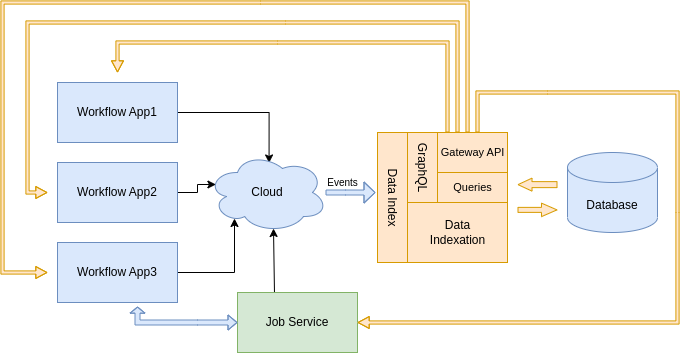 Workflow App1
Workflow App2
Workflow App3
Cloud
Events
Data Index
GraphQL
Gateway API
Queries
Data
Indexation
Database
Job Service